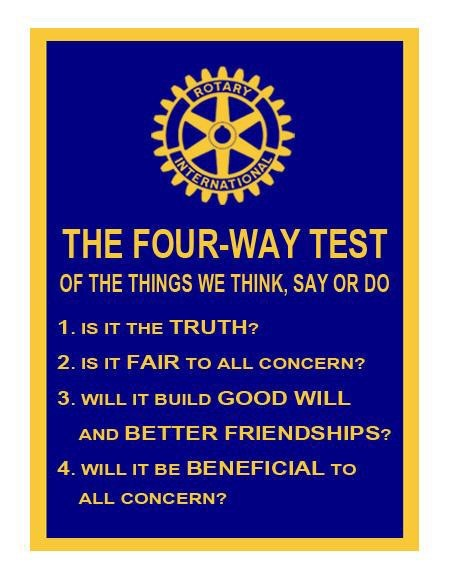 ROTARY
INTERNATIONAL
THE FOUR-WAY TEST
OF THE THINGS WE THINK, SAY OR DO
1. IS IT THE TRUTH?
2. IS IT FAIR TO ALL CONCERN?
3. WILL IT BUILD GOOD WILL
AND BETTER FRIENDSHIPS?
4. WILL IT BE BENEFICIAL TO
ALL CONCERN?